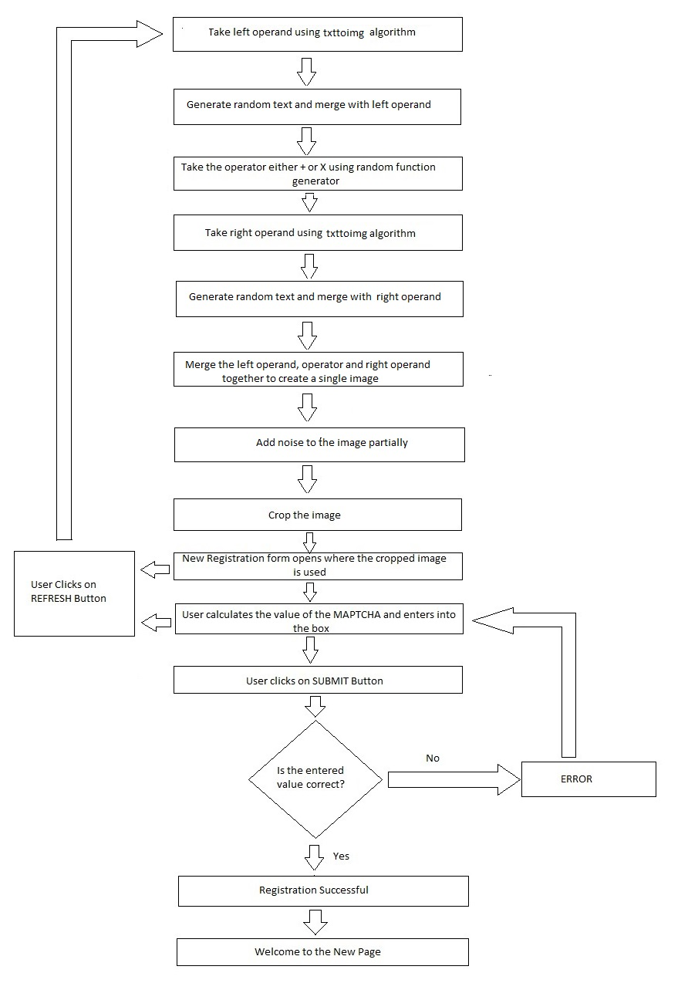 Take left operand using txttoimg algorithm
Generate random text and merge with left operand
Take the operator either + or X using random function
generator
Take right operand using txttoimg algorithm
Generate random text and merge with right operand
Merge the left operand, operator and right operand
together to create a single image
Add noise to the image partially
Crop the image
New Registration form opens where the cropped image
is used
User Clicks on
REFRESH Button
User calculates the value of the MAPTCHA and enters into
the box
User clicks on SUBMIT Button
Is the entered
value correct?
No
ERROR
Yes
Registration Successful
Welcome to the New Page